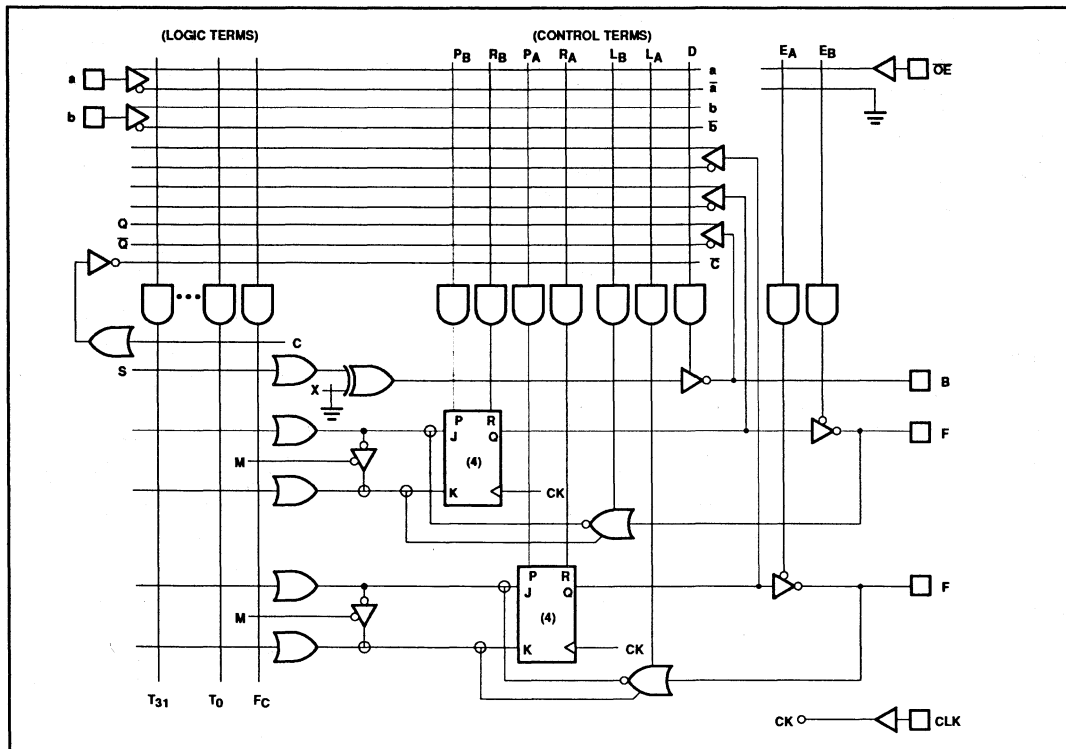 (LOGIC TERMS) (CONTROL TERMS)
PB RB PA RA LB LA D EA EB
a a OE
a
b b
b
Q
Q
C
C
S
X B
P R
J Q F
M (4)
K CK
P R
J Q F
M (4)
K CK
T31 T0 FC
CK CLK